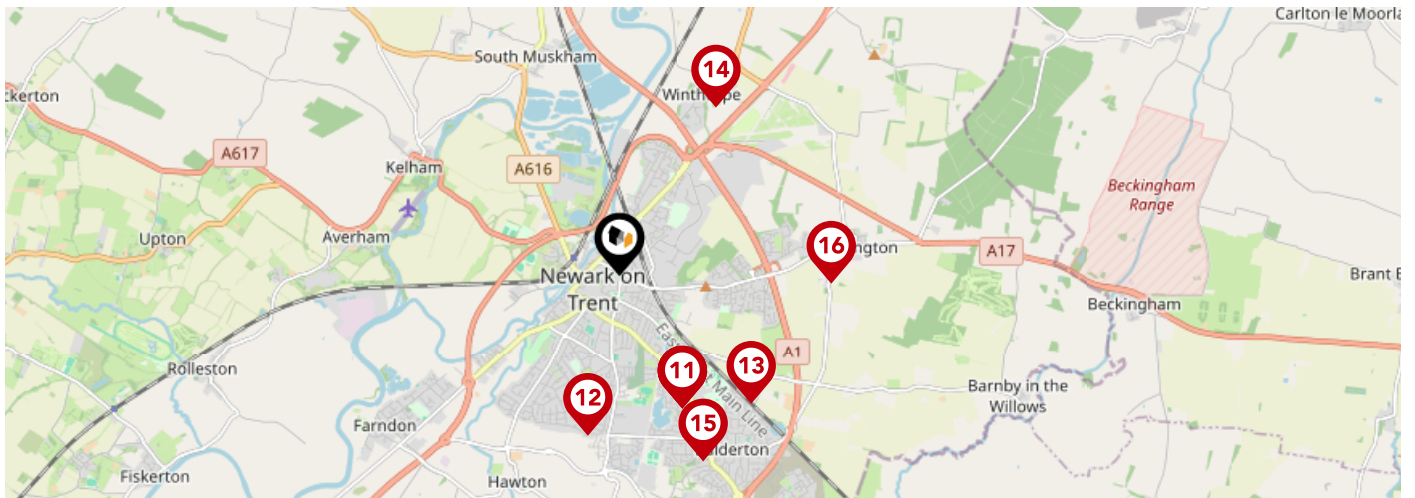 Carlton le Moorla
South Muskham
14
Winthorpe
ckerton
A617
A616
Kelham
Beckingham
Range
Upton
Averham
16
ngton
A17
Newark on
Trent
Brant B
Beckingham
East
t Main Line
A1
11
13
Rolleston
12
15
Barnby in the
Willows
Farndon
lderton
Fiskerton
Hawton